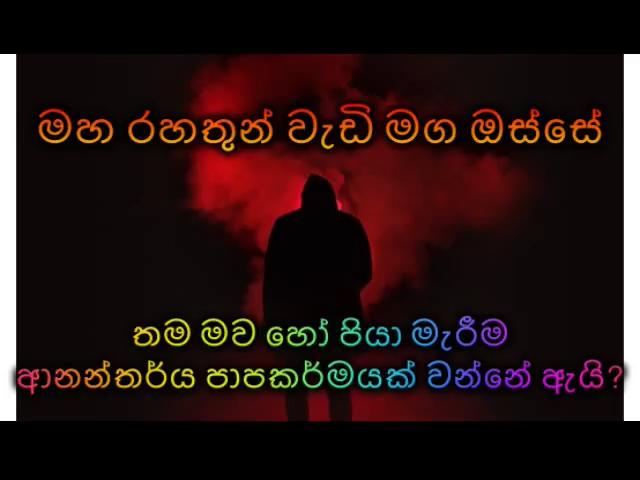 මහ රහතුන් වැඩි මග ඔස්සේ
තම මව හෝ පියා මැරීම
ආනන්තර්ය පාපකර්මයක් වන්නේ ඇයි?